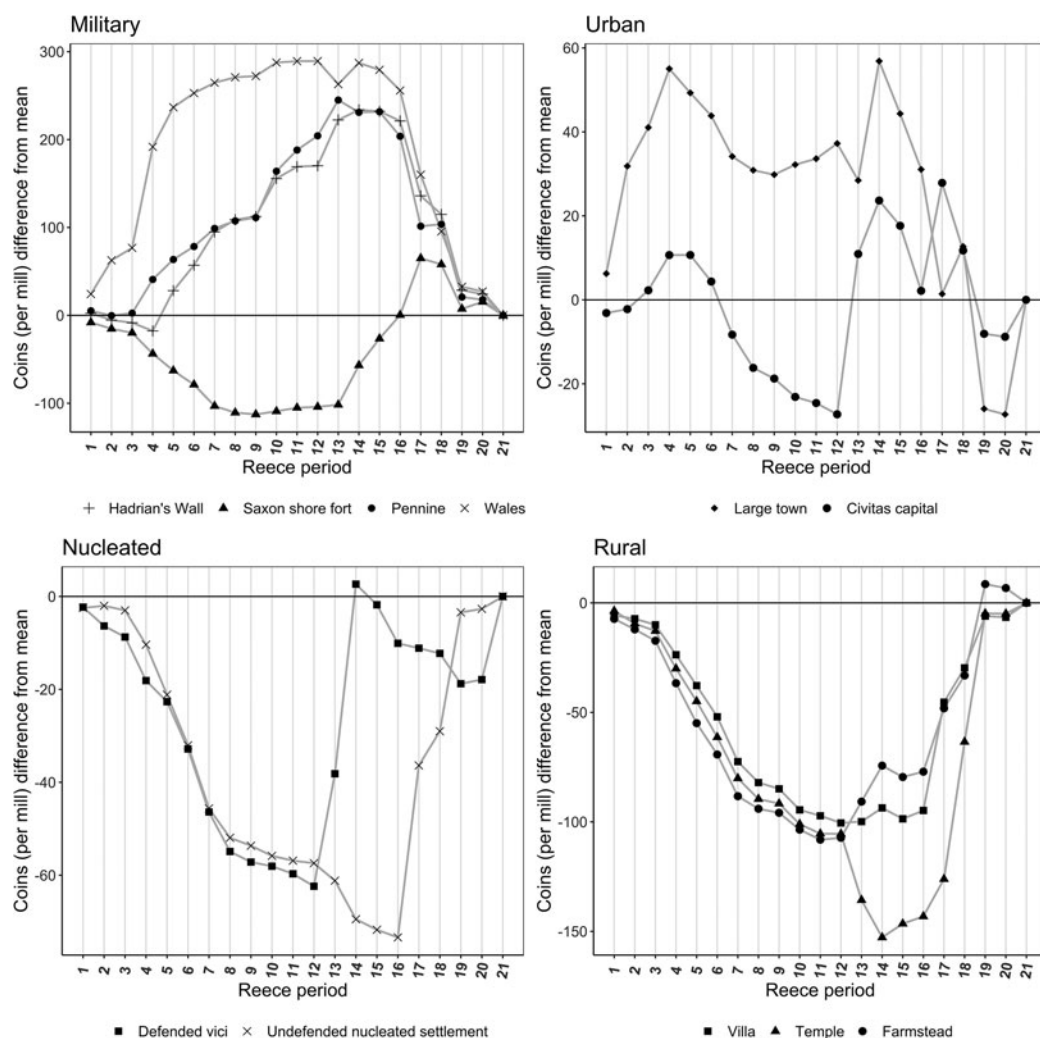 Military
Coins (per mill) difference from mean
300
200
100
0
-100
1 2 3 4 5 6 7 8 9 10 11 12 13 14 15 16 17 18 19 20 21
Reece period
Hadrian's Wall Saxon shore fort Pennine Wales
Urban
Coins (per mill) difference from mean
60
40
20
0
-20
1 2 3 4 5 6 7 8 9 10 11 12 13 14 15 16 17 18 19 20 21
Reece period
Large town Civitas capital
Nucleated
Coins (per mill) difference from mean
0
-20
-40
-60
1 2 3 4 5 6 7 8 9 10 11 12 13 14 15 16 17 18 19 20 21
Reece period
Defended vici Undefended nucleated settlement
Rural
Coins (per mill) difference from mean
0
-50
-100
-150
1 2 3 4 5 6 7 8 9 10 11 12 13 14 15 16 17 18 19 20 21
Reece period
Villa Temple Farmstead